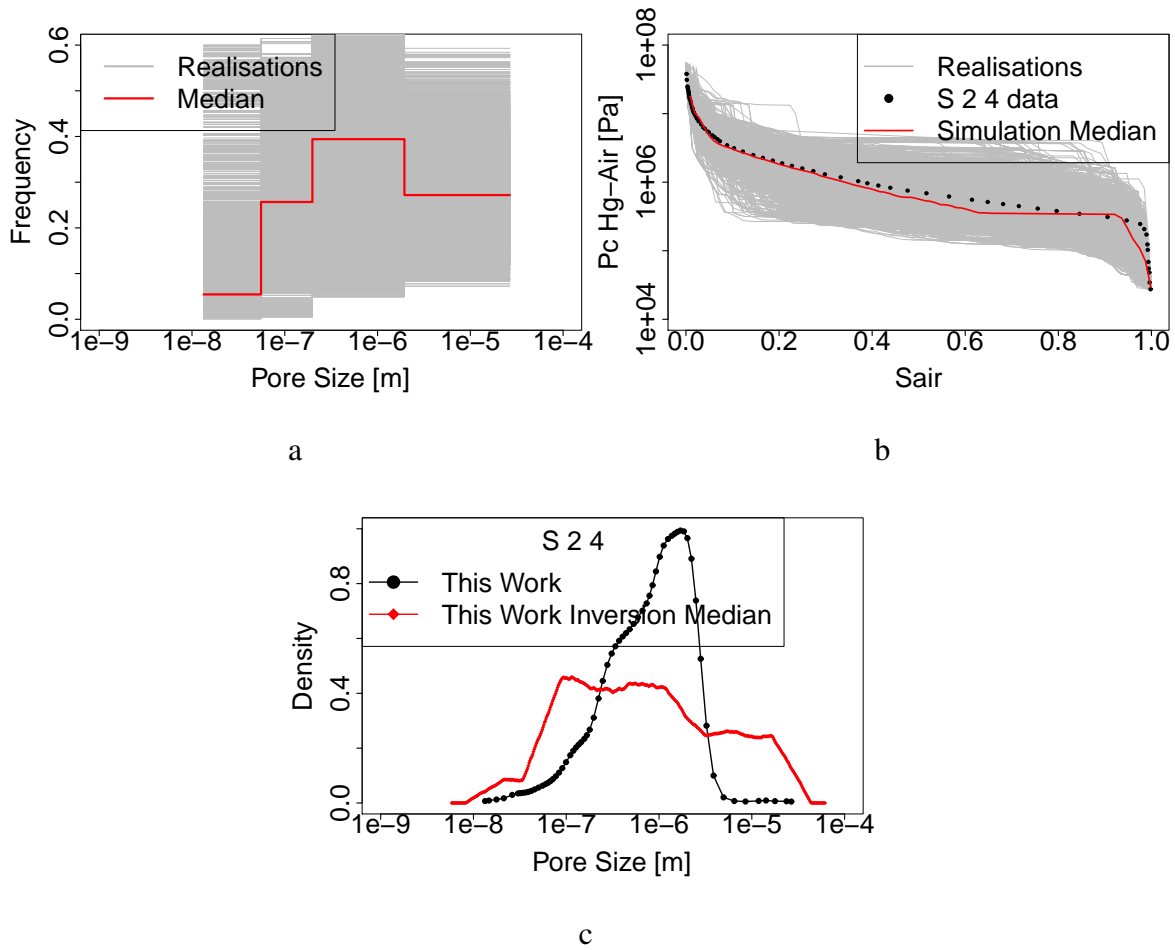 Realisations
Median
Frequency
0.0 0.2 0.4 0.6
1e−9 1e−8 1e−7 1e−6 1e−5 1e−4
Pore Size [m]
a
Realisations
S 2 4 data
Simulation Median
Pc Hg−Air [Pa]
1e+04 1e+06 1e+08
0.0 0.2 0.4 0.6 0.8 1.0
Sair
b
S 2 4
This Work
This Work Inversion Median
Density
0.0 0.4 0.8
1e−9 1e−8 1e−7 1e−6 1e−5 1e−4
Pore Size [m]
c